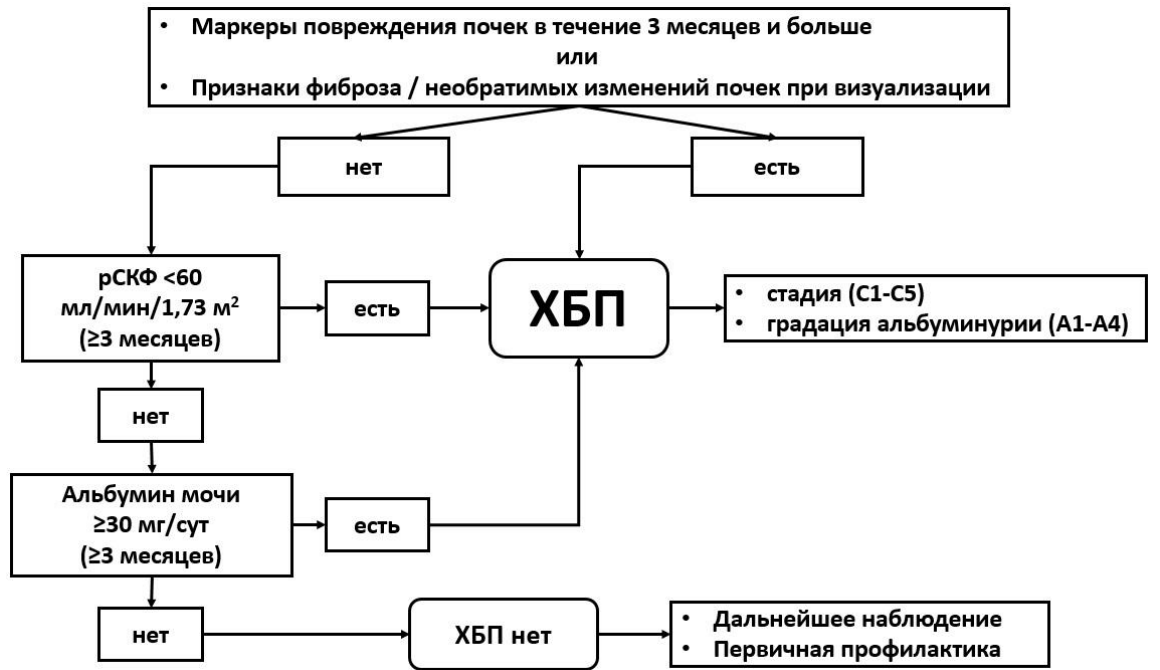 • Маркеры повреждения почек в течение 3 месяцев и больше
или
• Признаки фиброза / необратимых изменений почек при визуализации
нет
есть
рСКФ <60
мл/мин/1,73 м²
(≥3 месяцев)
есть
ХБП
• стадия (С1-С5)
• градация альбуминурии (А1-А4)
нет
Альбумин мочи
≥30 мг/сут
(≥3 месяцев)
есть
нет
ХБП нет
• Дальнейшее наблюдение
• Первичная профилактика